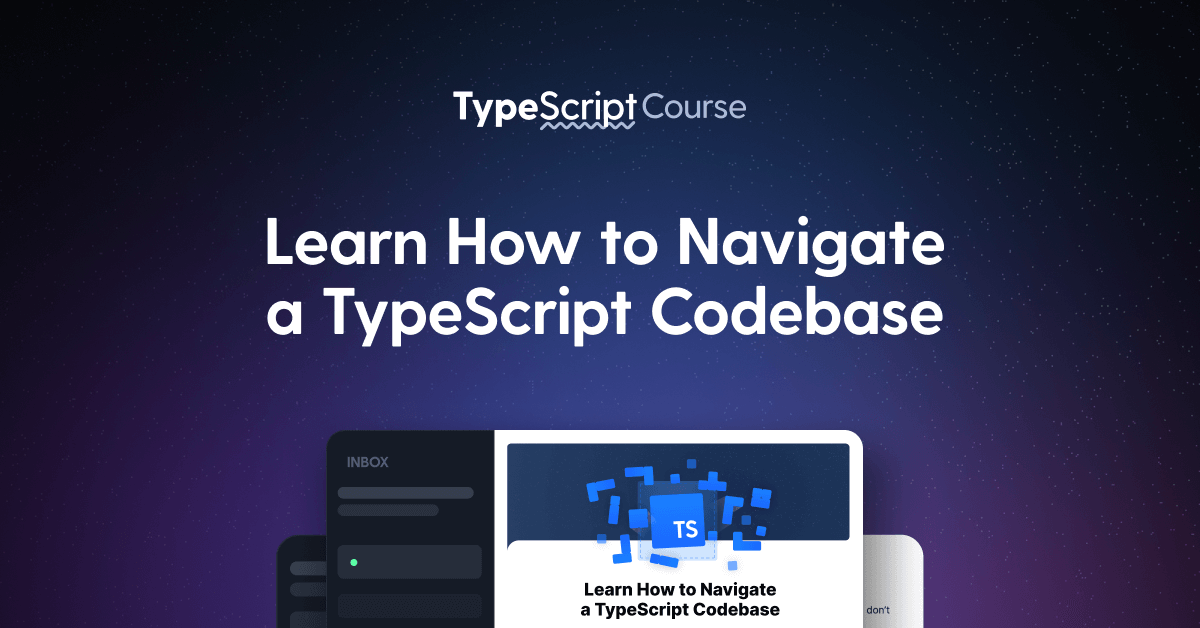 TypeScript Course
Learn How to Navigate
a TypeScript Codebase
INBOX
TS
Learn How to Navigate
a TypeScript Codebase
don't